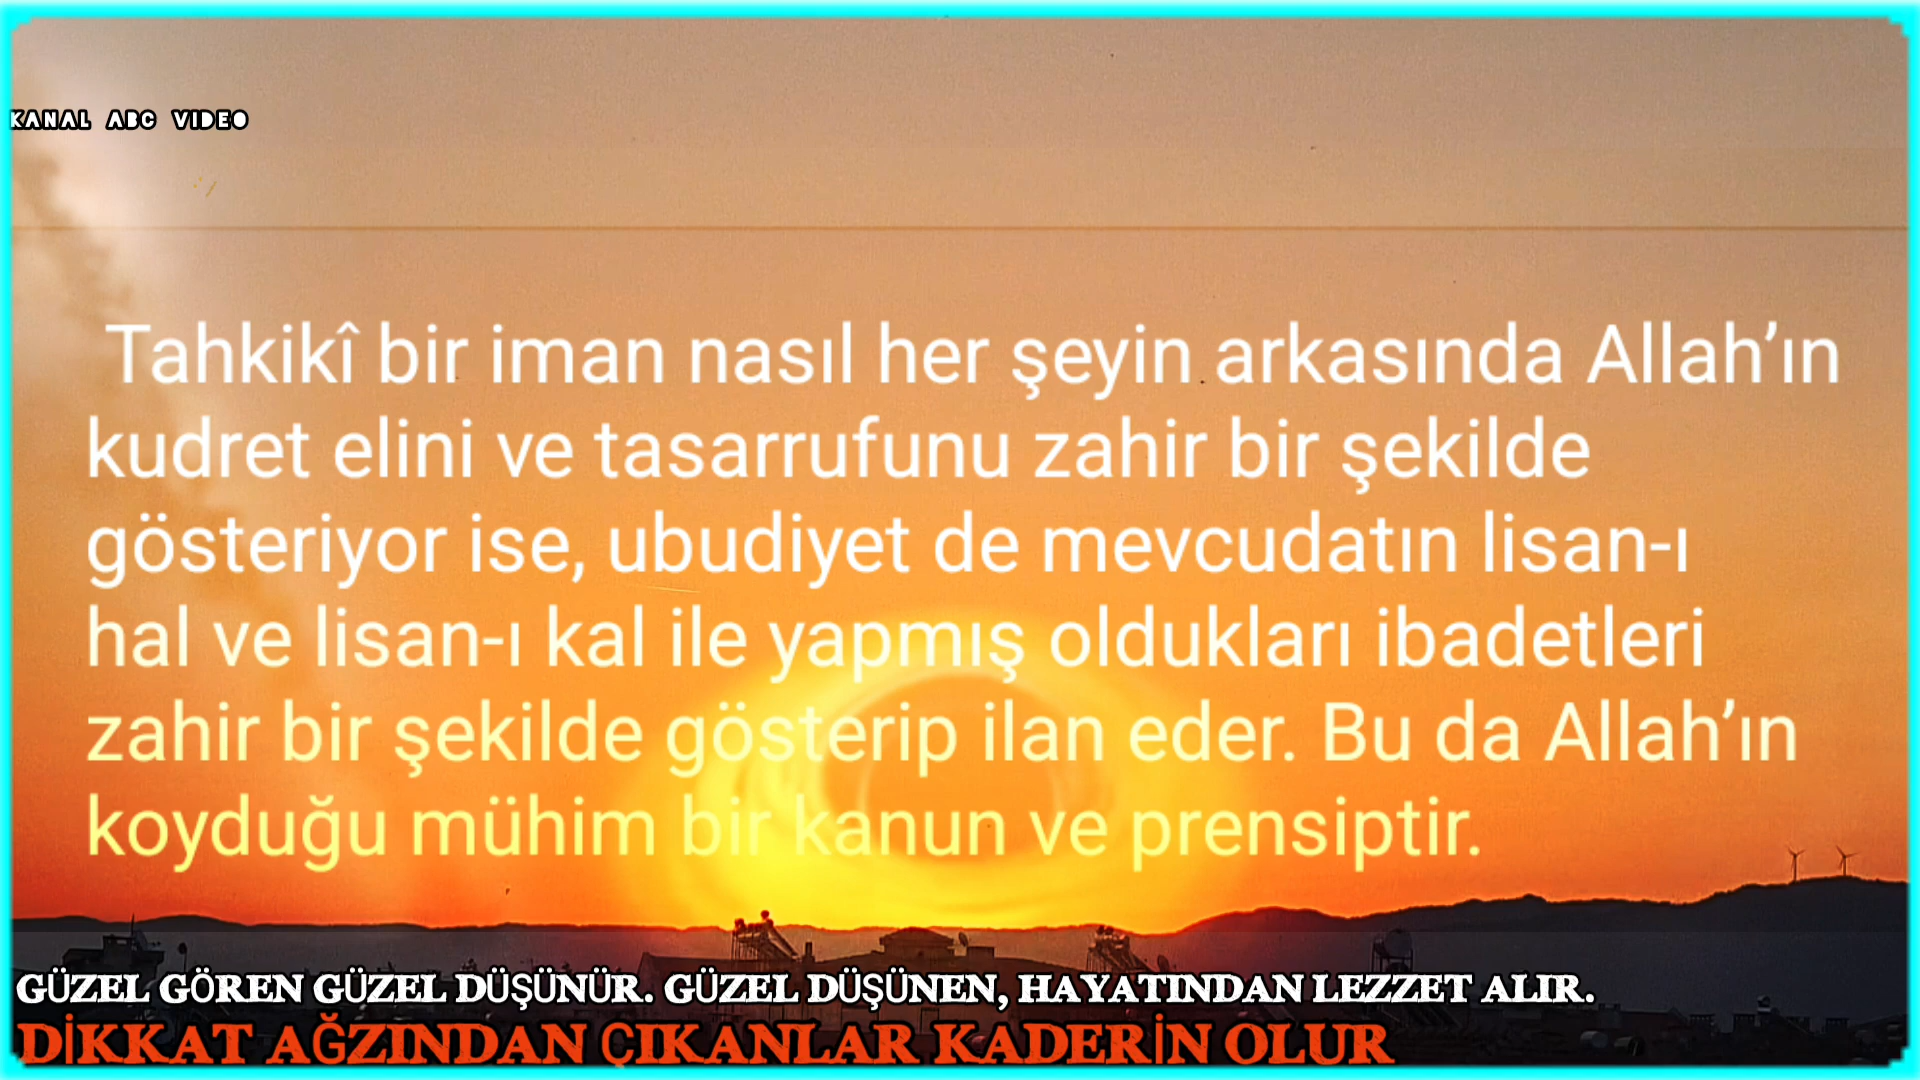 KANAL ABC VIDEO
Tahkikî bir iman nasıl her şeyin arkasında Allah’ın
kudret elini ve tasarrufunu zahir bir şekilde
gösteriyor ise, ubudiyet de mevcudatın lisan-ı
hal ve lisan-ı kal ile yapmış oldukları ibadetleri
zahir bir şekilde gösterip ilan eder. Bu da Allah’ın
koyduğu mühim bir kanun ve prensiptir.
GÜZEL GÖREN GÜZEL DÜŞÜNÜR. GÜZEL DÜŞÜNEN, HAYATINDAN LEZZET ALIR.
DİKKAT AĞZINDAN ÇIKANLAR KADERİN OLUR